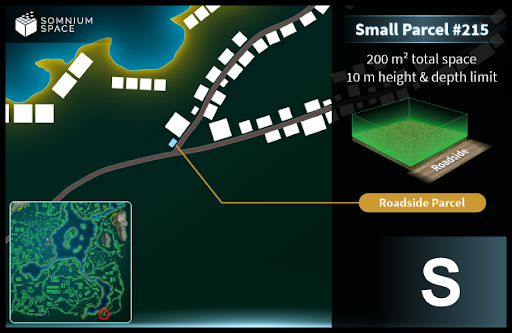 SOMNIUM
SPACE
Small Parcel #215
200 m² total space
10 m height & depth limit
Roadside
Roadside Parcel
S